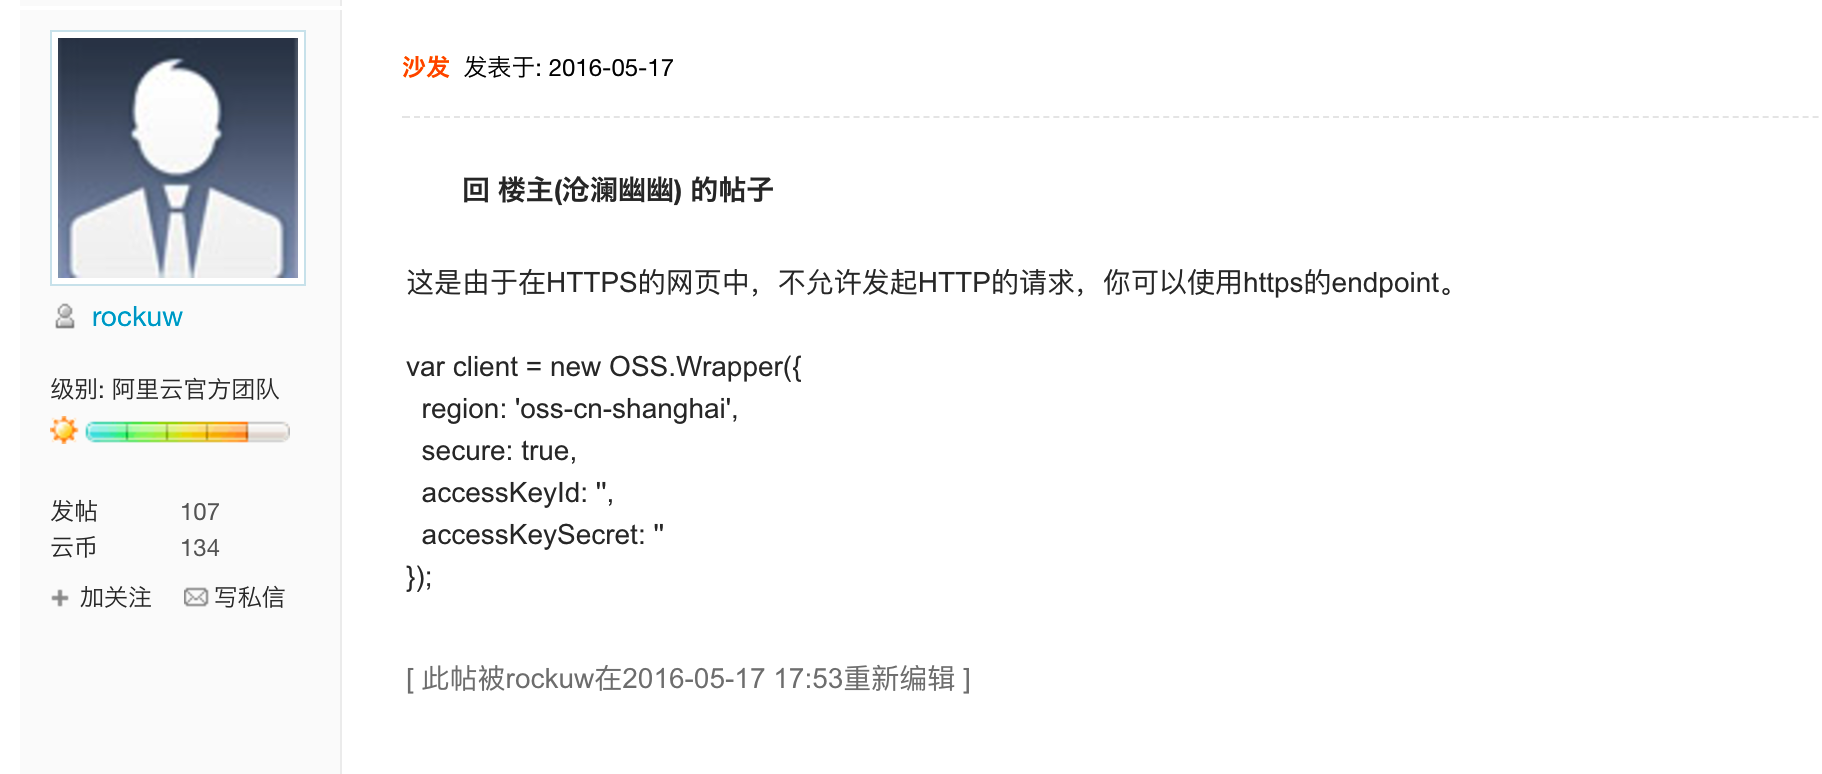 rockuw
级别: 阿里云官方团队
发帖 107
云币 134
加关注 写私信
沙发 发表于: 2016-05-17
回 楼主(沧澜幽幽) 的帖子
这是由于在HTTPS的网页中，不允许发起HTTP的请求，你可以使用https的endpoint。
var client = new OSS.Wrapper({
region: 'oss-cn-shanghai',
secure: true,
accessKeyId: '',
accessKeySecret: ''
});
[ 此帖被rockuw在2016-05-17 17:53重新编辑 ]